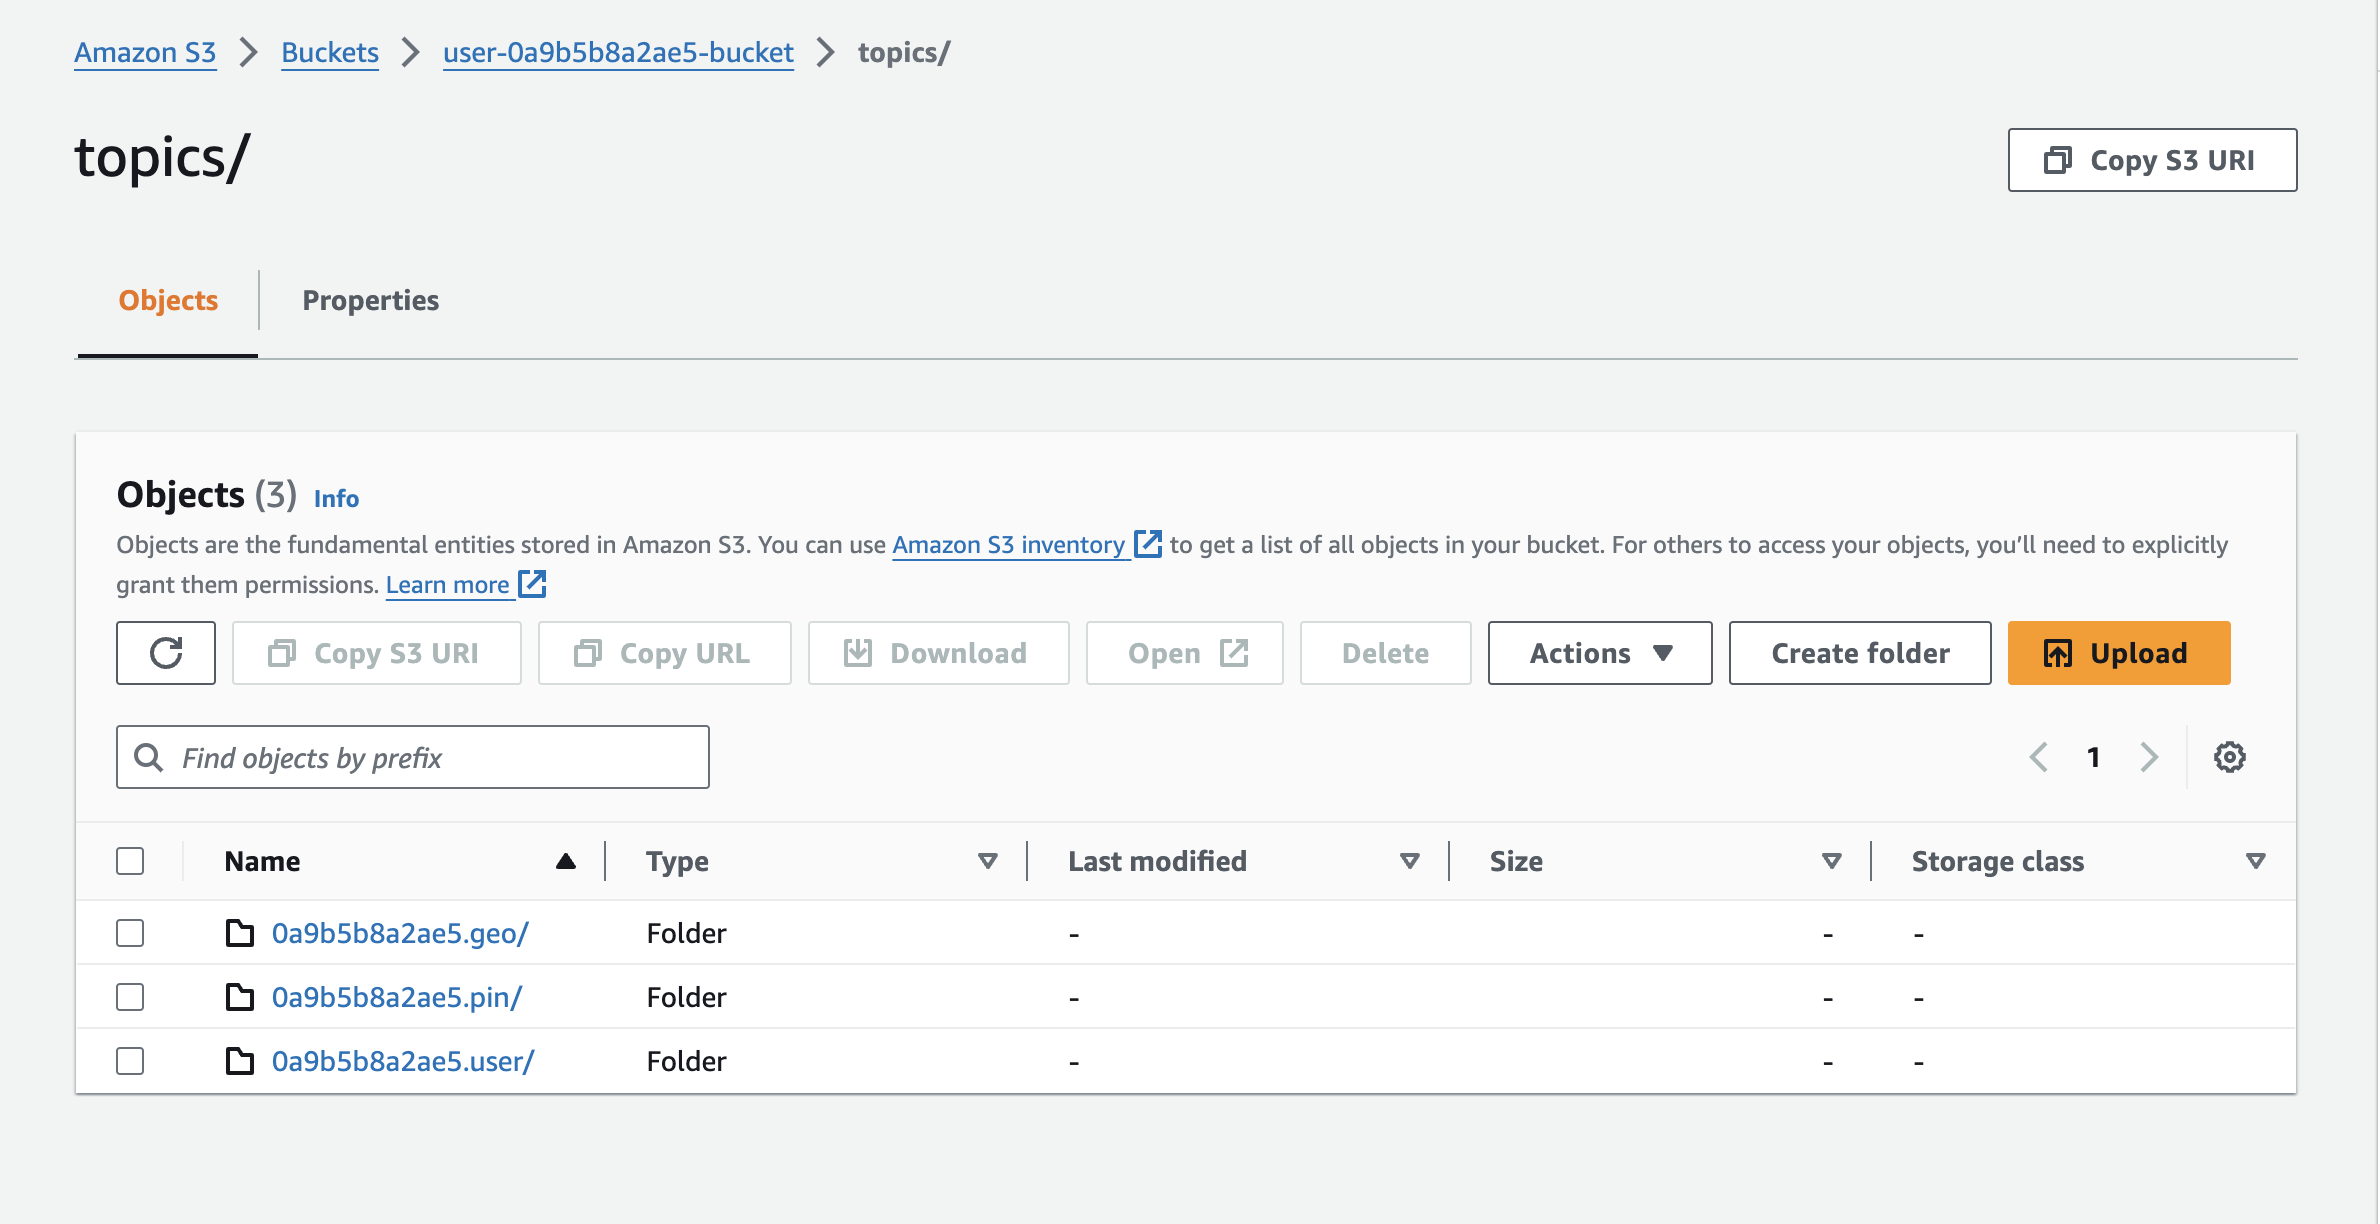 Amazon S3 > Buckets > user-0a9b5b8a2ae5-bucket > topics/
topics/
Copy S3 URI
Objects
Properties
Objects (3) Info
Objects are the fundamental entities stored in Amazon S3. You can use Amazon S3 inventory to get a list of all objects in your bucket. For others to access your objects, you'll need to explicitly
grant them permissions. Learn more
Copy S3 URI Copy URL Download Open Delete Actions Create folder Upload
Find objects by prefix
1
Name Type Last modified Size Storage class
0a9b5b8a2ae5.geo/ Folder - - -
0a9b5b8a2ae5.pin/ Folder - - -
0a9b5b8a2ae5.user/ Folder - - -